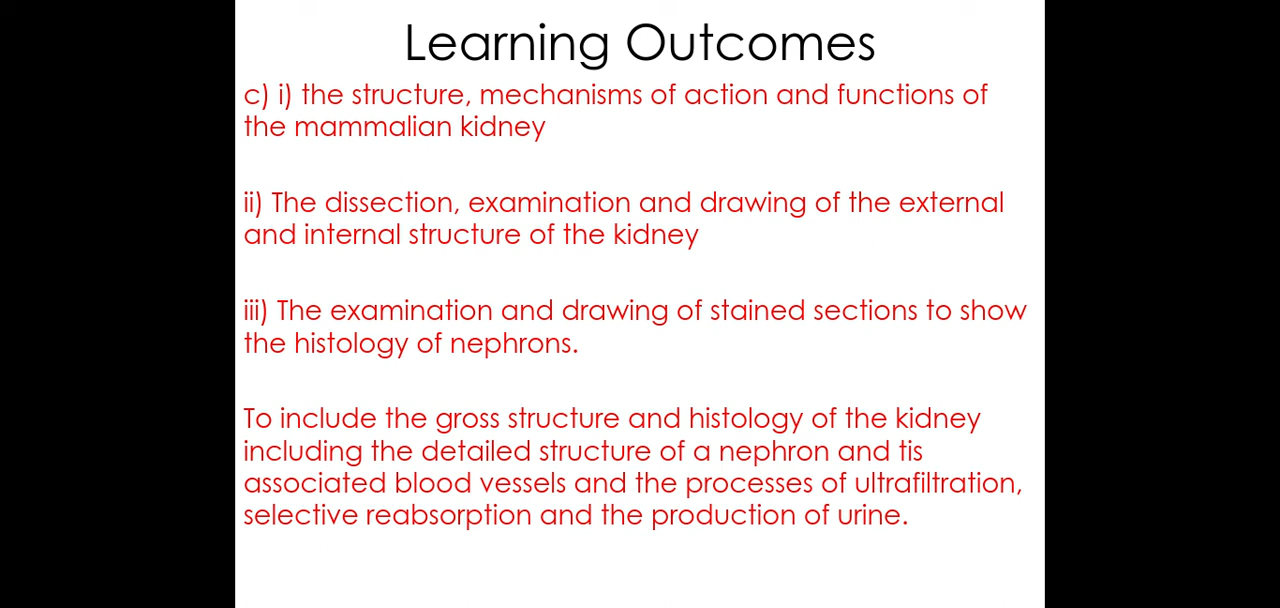 Learning Outcomes
c) i) the structure, mechanisms of action and functions of
the mammalian kidney
ii) The dissection, examination and drawing of the external
and internal structure of the kidney
iii) The examination and drawing of stained sections to show
the histology of nephrons.
To include the gross structure and histology of the kidney
including the detailed structure of a nephron and tis
associated blood vessels and the processes of ultrafiltration,
selective reabsorption and the production of urine.